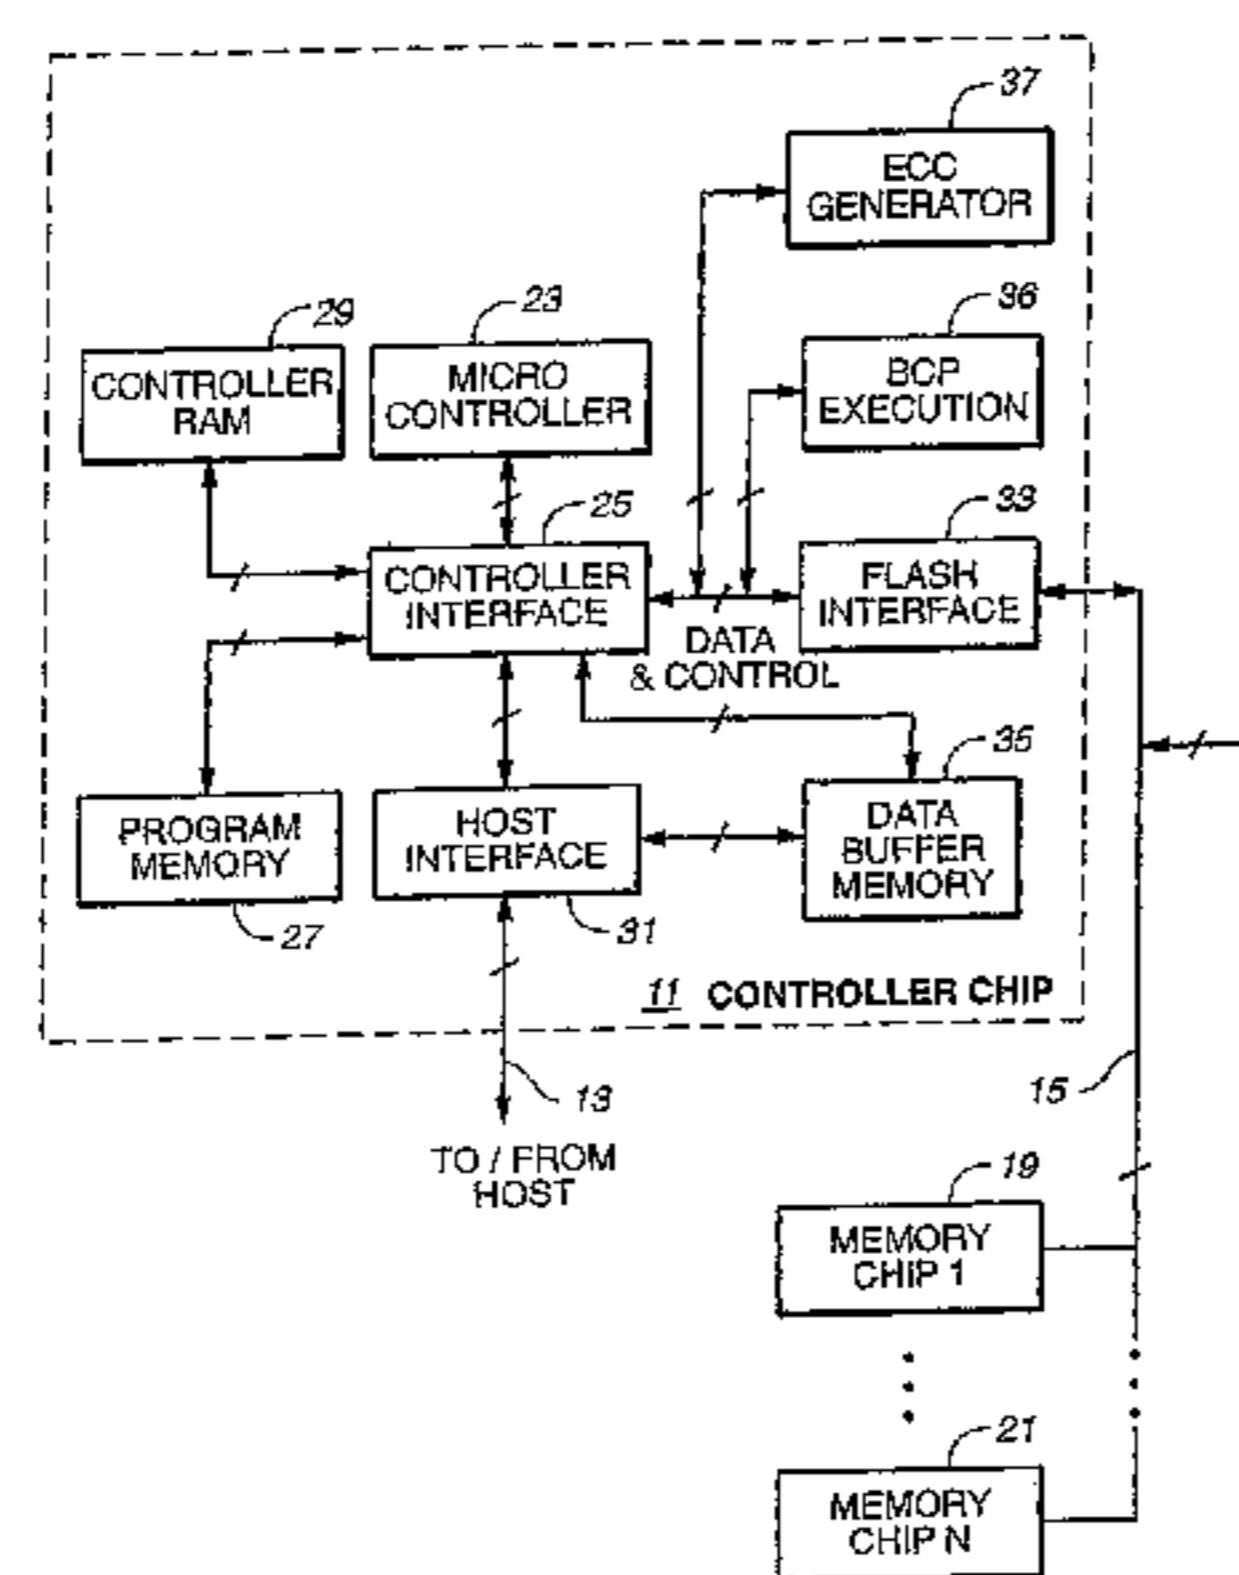 37
ECC
GENERATOR
36
BCP
EXECUTION
29
CONTROLLER
RAM
23
MICRO
CONTROLLER
25
CONTROLLER
INTERFACE
33
FLASH
INTERFACE
DATA
& CONTROL
PROGRAM
MEMORY
27
HOST
INTERFACE
31
35
DATA
BUFFER
MEMORY
11 CONTROLLER CHIP
13
TO / FROM
HOST
15
19
MEMORY
CHIP 1
21
MEMORY
CHIP N